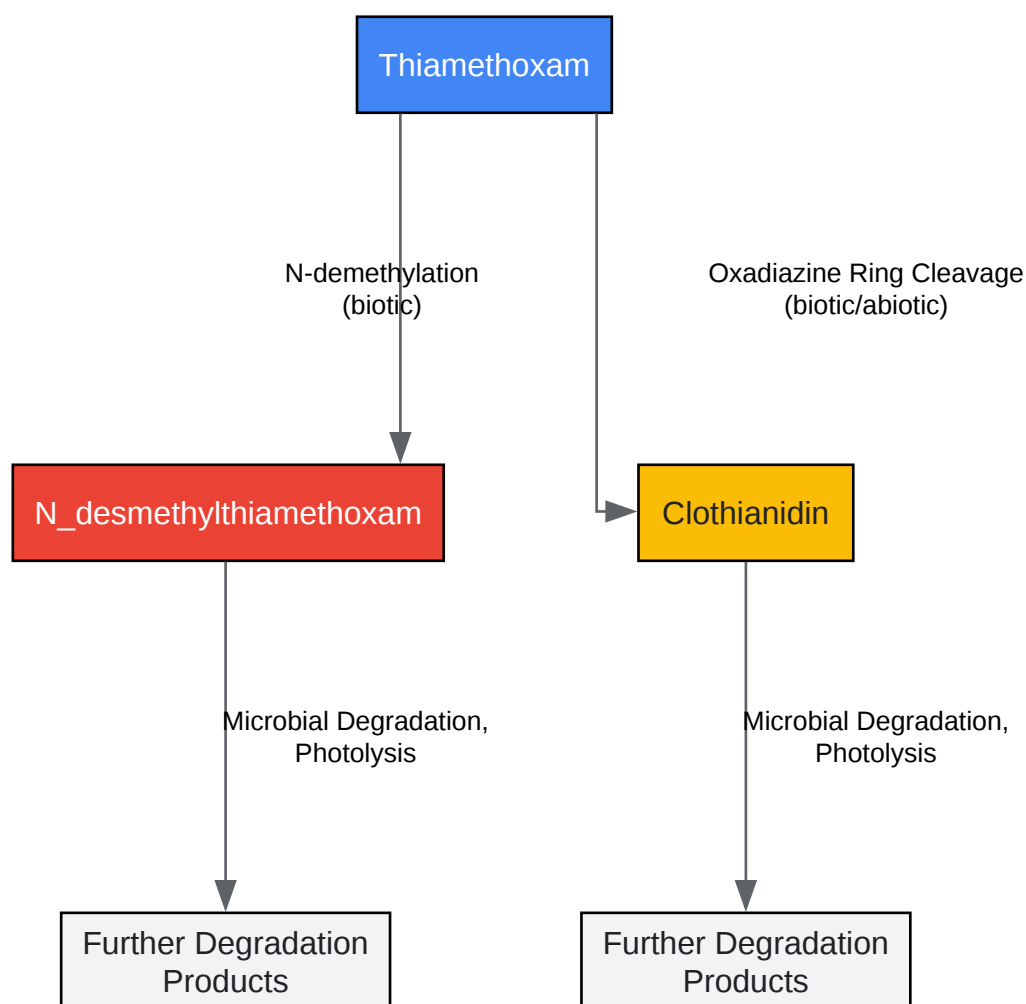 Thiamethoxam
N-demethylation
(biotic)
Oxadiazine Ring Cleavage
(biotic/abiotic)
N_desmethylthiamethoxam
Clothianidin
Microbial Degradation,
Photolysis
Microbial Degradation,
Photolysis
Further Degradation
Products
Further Degradation
Products